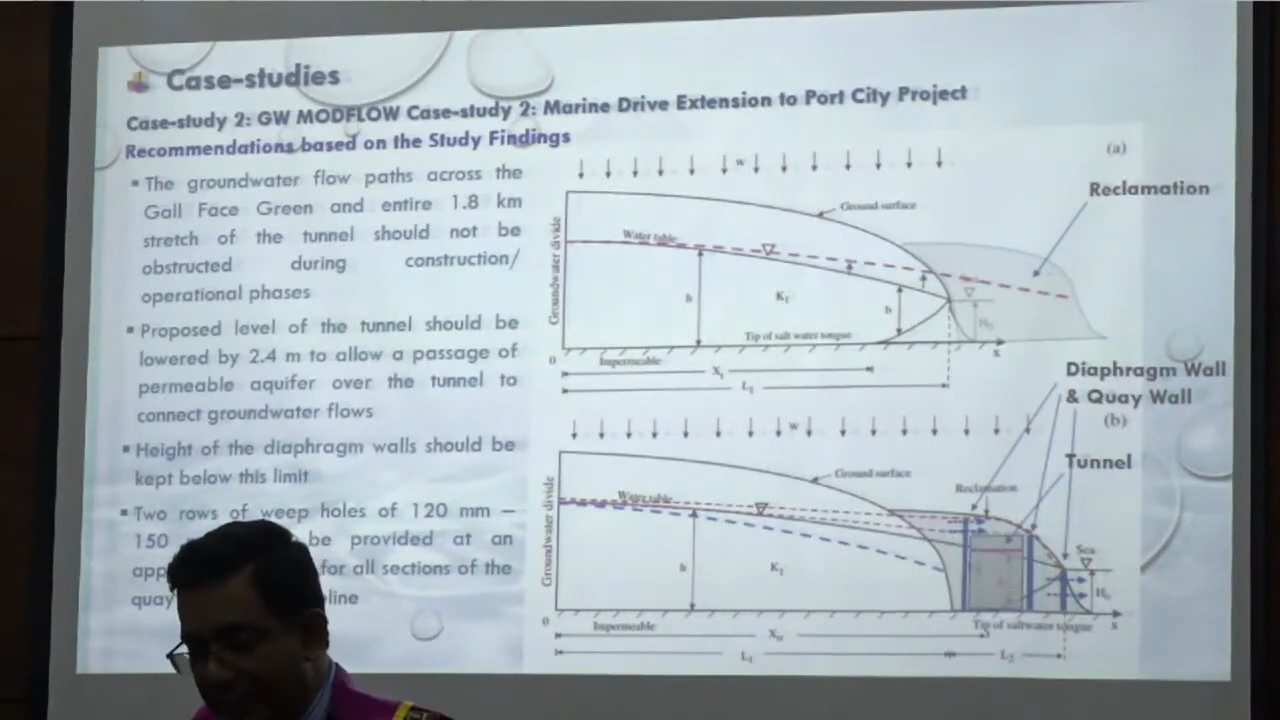 Case-studies
Case-study 2: GW MODFLOW Case-study 2: Marine Drive Extension to Port City Project
Recommendations based on the Study Findings
▪ The groundwater flow paths across the
Gall Face Green and entire 1.8 km
stretch of the tunnel should not be
obstructed during construction/
operational phases
▪ Proposed level of the tunnel should be
lowered by 2.4 m to allow a passage of
permeable aquifer over the tunnel to
connect groundwater flows
▪ Height of the diaphragm walls should be
kept below this limit
▪ Two rows of weep holes of 120 mm –
150 be provided at an
app for all sections of the
quay line
(a)
w
Reclamation
Ground surface
Water table
Groundwater divide
h
K₁
h
Tip of salt water tongue
0
Impermeable
x
X₁
L₁
Diaphragm Wall
& Quay Wall
(b)
w
Tunnel
Ground surface
Reclamation
Water table
Groundwater divide
Sea
h
K₁
0
Impermeable
Tip of saltwater tongue
x
L₁
L₂